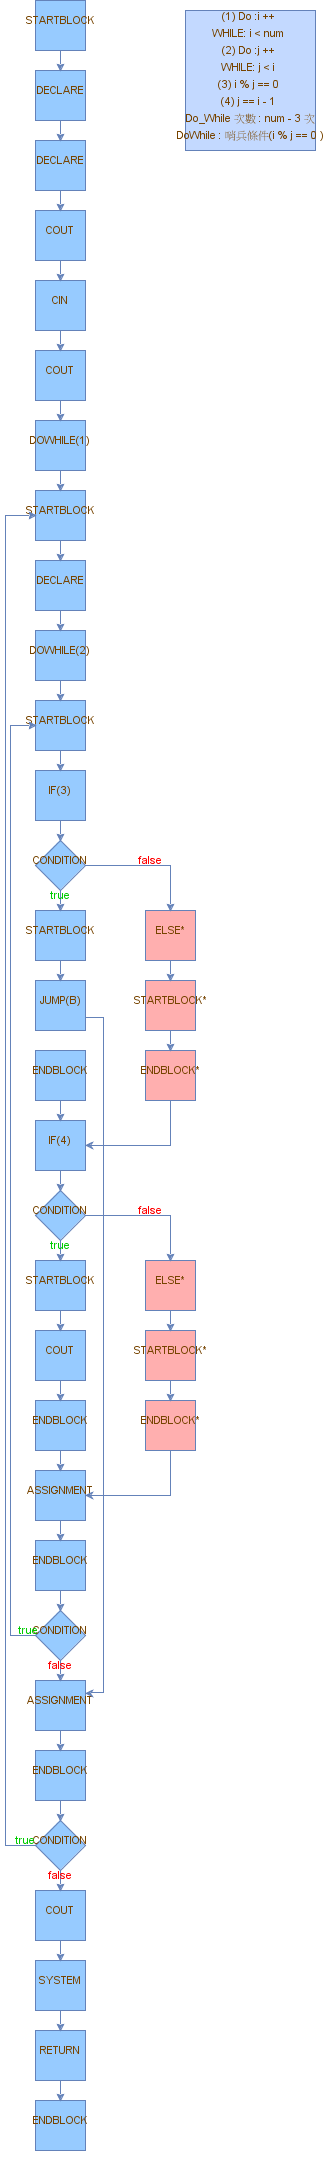 STARTBLOCK
(1) Do :i ++
WHILE: i < num
(2) Do :j ++
WHILE: j < i
(3) i % j == 0
(4) j == i - 1
Do_While 次數 : num - 3 次
DoWhile : 哨兵條件(i % j == 0 )
DECLARE
DECLARE
COUT
CIN
COUT
DOWHILE(1)
STARTBLOCK
DECLARE
DOWHILE(2)
STARTBLOCK
IF(3)
CONDITION
false
true
STARTBLOCK
ELSE*
JUMP(B)
STARTBLOCK*
ENDBLOCK
ENDBLOCK*
IF(4)
CONDITION
false
true
STARTBLOCK
ELSE*
COUT
STARTBLOCK*
ENDBLOCK
ENDBLOCK*
ASSIGNMENT
ENDBLOCK
true
CONDITION
false
ASSIGNMENT
ENDBLOCK
true
CONDITION
false
COUT
SYSTEM
RETURN
ENDBLOCK